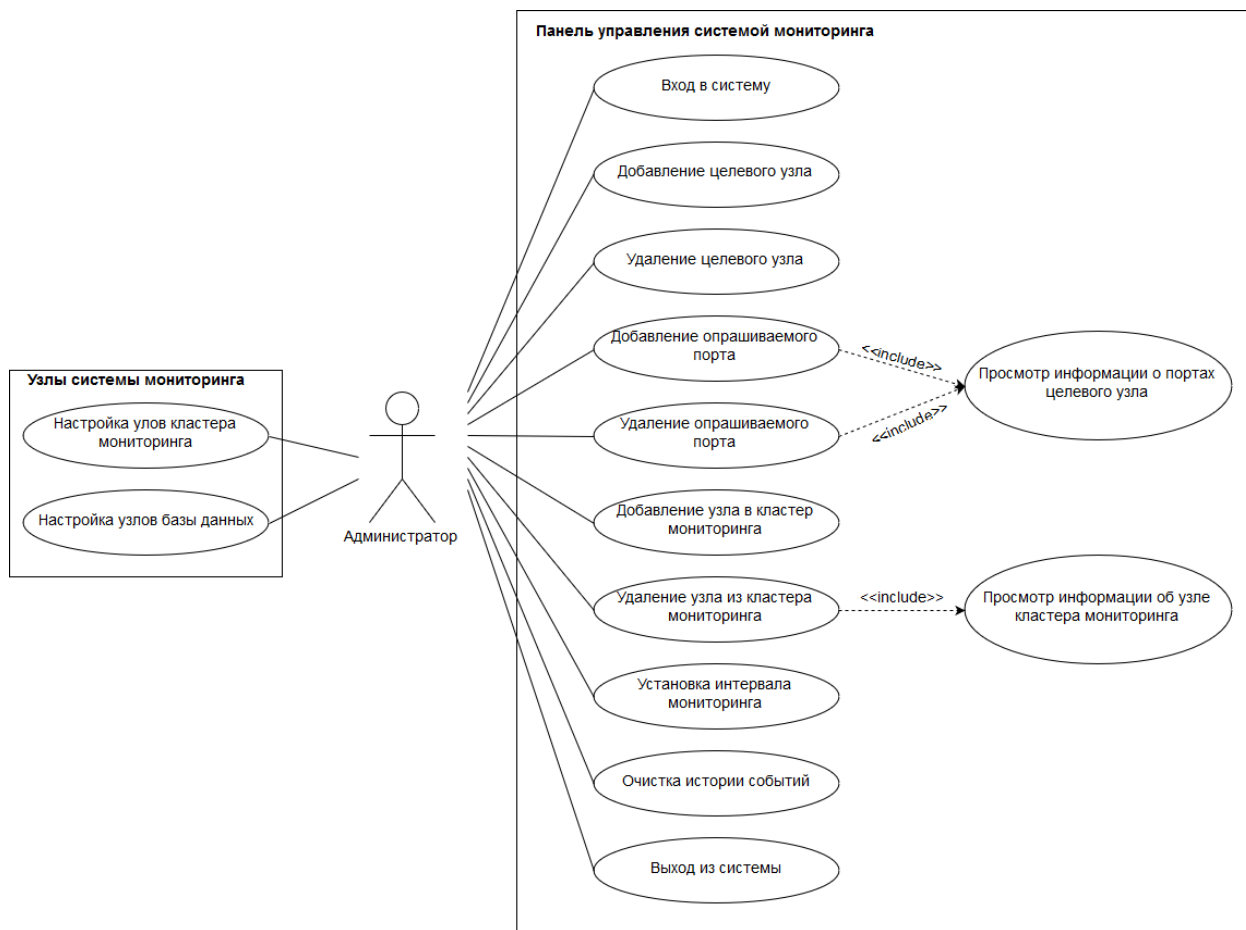 Панель управления системой мониторинга
Вход в систему
Добавление целевого узла
Удаление целевого узла
Добавление опрашиваемого
порта
<<include>>
Просмотр информации о портах
целевого узла
Узлы системы мониторинга
Настройка улов кластера
мониторинга
Настройка узлов базы данных
Администратор
Удаление опрашиваемого
порта
<<include>>
Добавление узла в кластер
мониторинга
Удаление узла из кластера
мониторинга
<<include>>
Просмотр информации об узле
кластера мониторинга
Установка интервала
мониторинга
Очистка истории событий
Выход из системы